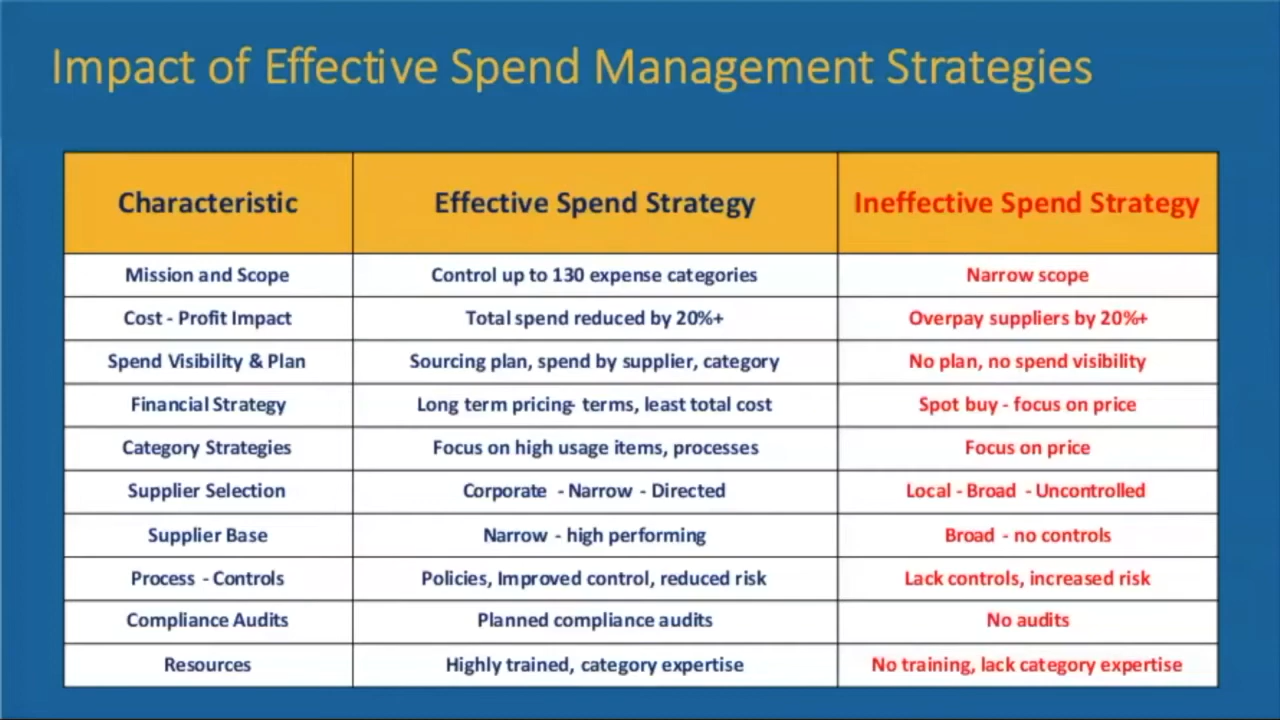 Impact of Effective Spend Management Strategies
Characteristic Effective Spend Strategy Ineffective Spend Strategy
Mission and Scope Control up to 130 expense categories Narrow scope
Cost - Profit Impact Total spend reduced by 20%+ Overpay suppliers by 20%+
Spend Visibility & Plan Sourcing plan, spend by supplier, category No plan, no spend visibility
Financial Strategy Long term pricing- terms, least total cost Spot buy - focus on price
Category Strategies Focus on high usage items, processes Focus on price
Supplier Selection Corporate - Narrow - Directed Local - Broad - Uncontrolled
Supplier Base Narrow - high performing Broad - no controls
Process - Controls Policies, Improved control, reduced risk Lack controls, increased risk
Compliance Audits Planned compliance audits No audits
Resources Highly trained, category expertise No training, lack category expertise